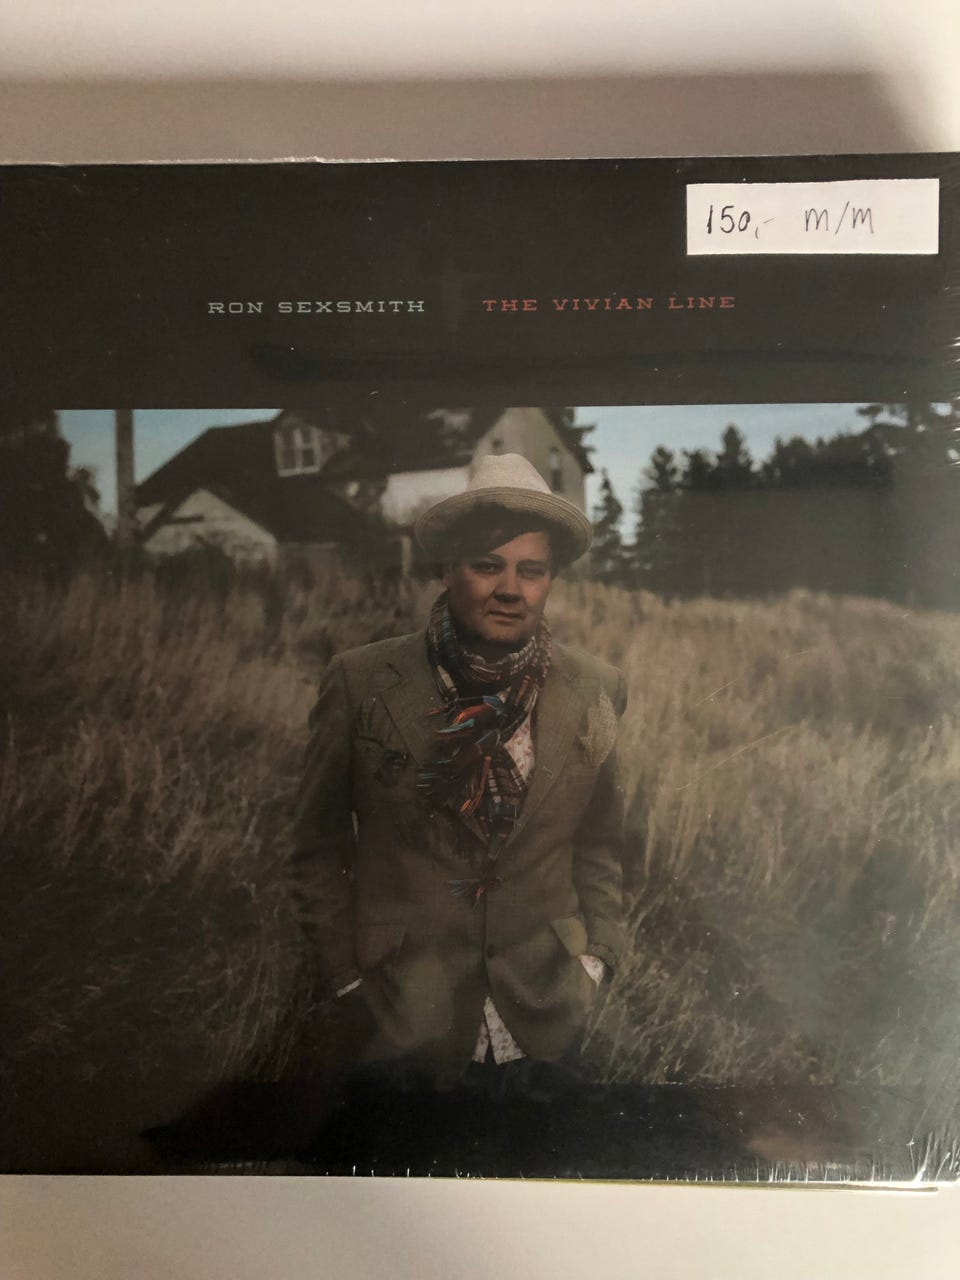 150,- m/m
RON SEXSMITH THE VIVIAN LINE